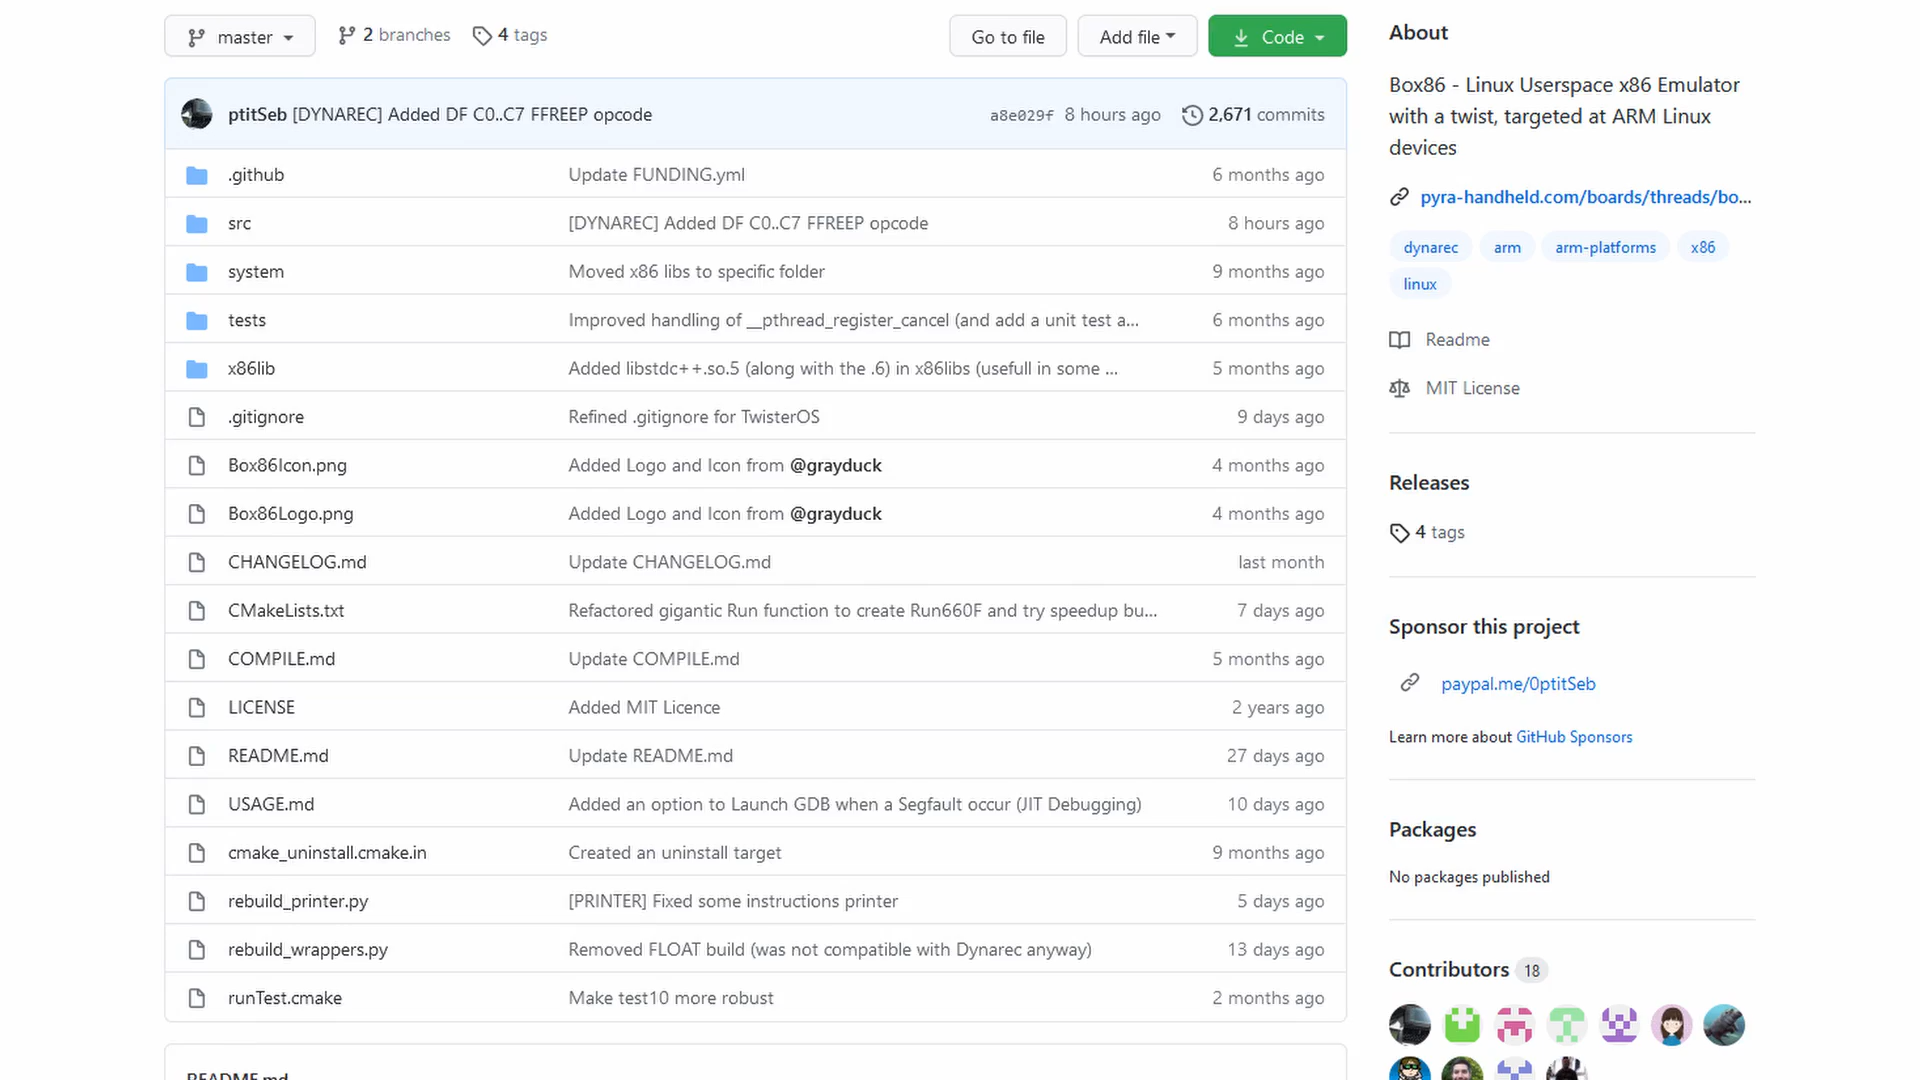 master
2 branches
4 tags
Go to file
Add file
Code
ptitSeb [DYNAREC] Added DF C0..C7 FFREEP opcode
a8e029f 8 hours ago
2,671 commits
.github
Update FUNDING.yml
6 months ago
src
[DYNAREC] Added DF C0..C7 FFREEP opcode
8 hours ago
system
Moved x86 libs to specific folder
9 months ago
tests
Improved handling of __pthread_register_cancel (and add a unit test a...
6 months ago
x86lib
Added libstdc++.so.5 (along with the .6) in x86libs (usefull in some ...
5 months ago
.gitignore
Refined .gitignore for TwisterOS
9 days ago
Box86Icon.png
Added Logo and Icon from @grayduck
4 months ago
Box86Logo.png
Added Logo and Icon from @grayduck
4 months ago
CHANGELOG.md
Update CHANGELOG.md
last month
CMakeLists.txt
Refactored gigantic Run function to create Run660F and try speedup bu...
7 days ago
COMPILE.md
Update COMPILE.md
5 months ago
LICENSE
Added MIT Licence
2 years ago
README.md
Update README.md
27 days ago
USAGE.md
Added an option to Launch GDB when a Segfault occur (JIT Debugging)
10 days ago
cmake_uninstall.cmake.in
Created an uninstall target
9 months ago
rebuild_printer.py
[PRINTER] Fixed some instructions printer
5 days ago
rebuild_wrappers.py
Removed FLOAT build (was not compatible with Dynarec anyway)
13 days ago
runTest.cmake
Make test10 more robust
2 months ago
README.md
About
Box86 - Linux Userspace x86 Emulator
with a twist, targeted at ARM Linux
devices
pyra-handheld.com/boards/threads/bo...
dynarec
arm
arm-platforms
x86
linux
Readme
MIT License
Releases
4 tags
Sponsor this project
paypal.me/0ptitSeb
Learn more about GitHub Sponsors
Packages
No packages published
Contributors 18